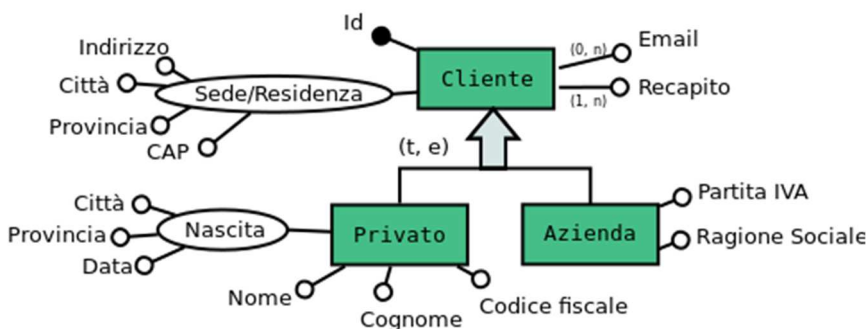 Id
Indirizzo
Città
Provincia
CAP
Sede/Residenza
Cliente
(0, n)
Email
(1, n)
Recapito
(t, e)
Città
Provincia
Data
Nascita
Privato
Azienda
Partita IVA
Ragione Sociale
Nome
Cognome
Codice fiscale